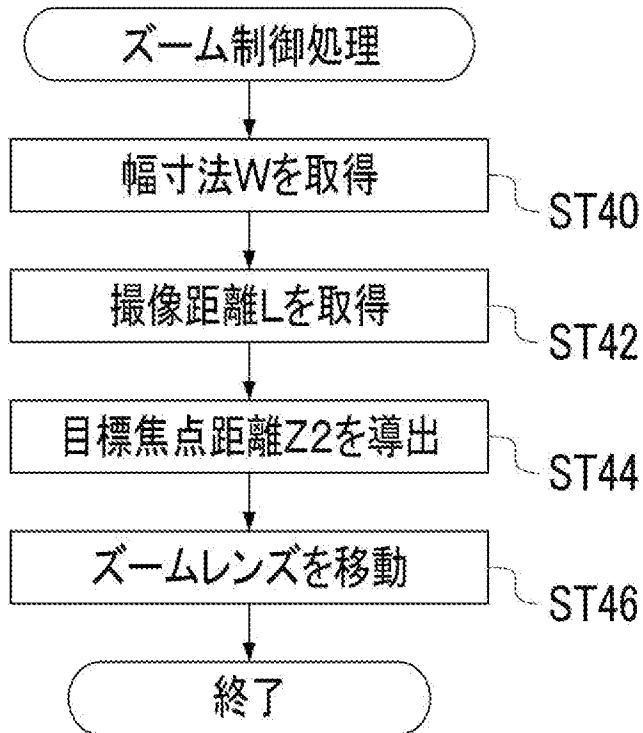 ズーム制御処理
幅寸法Wを取得
ST40
撮像距離Lを取得
ST42
目標焦点距離Z2を導出
ST44
ズームレンズを移動
ST46
終了